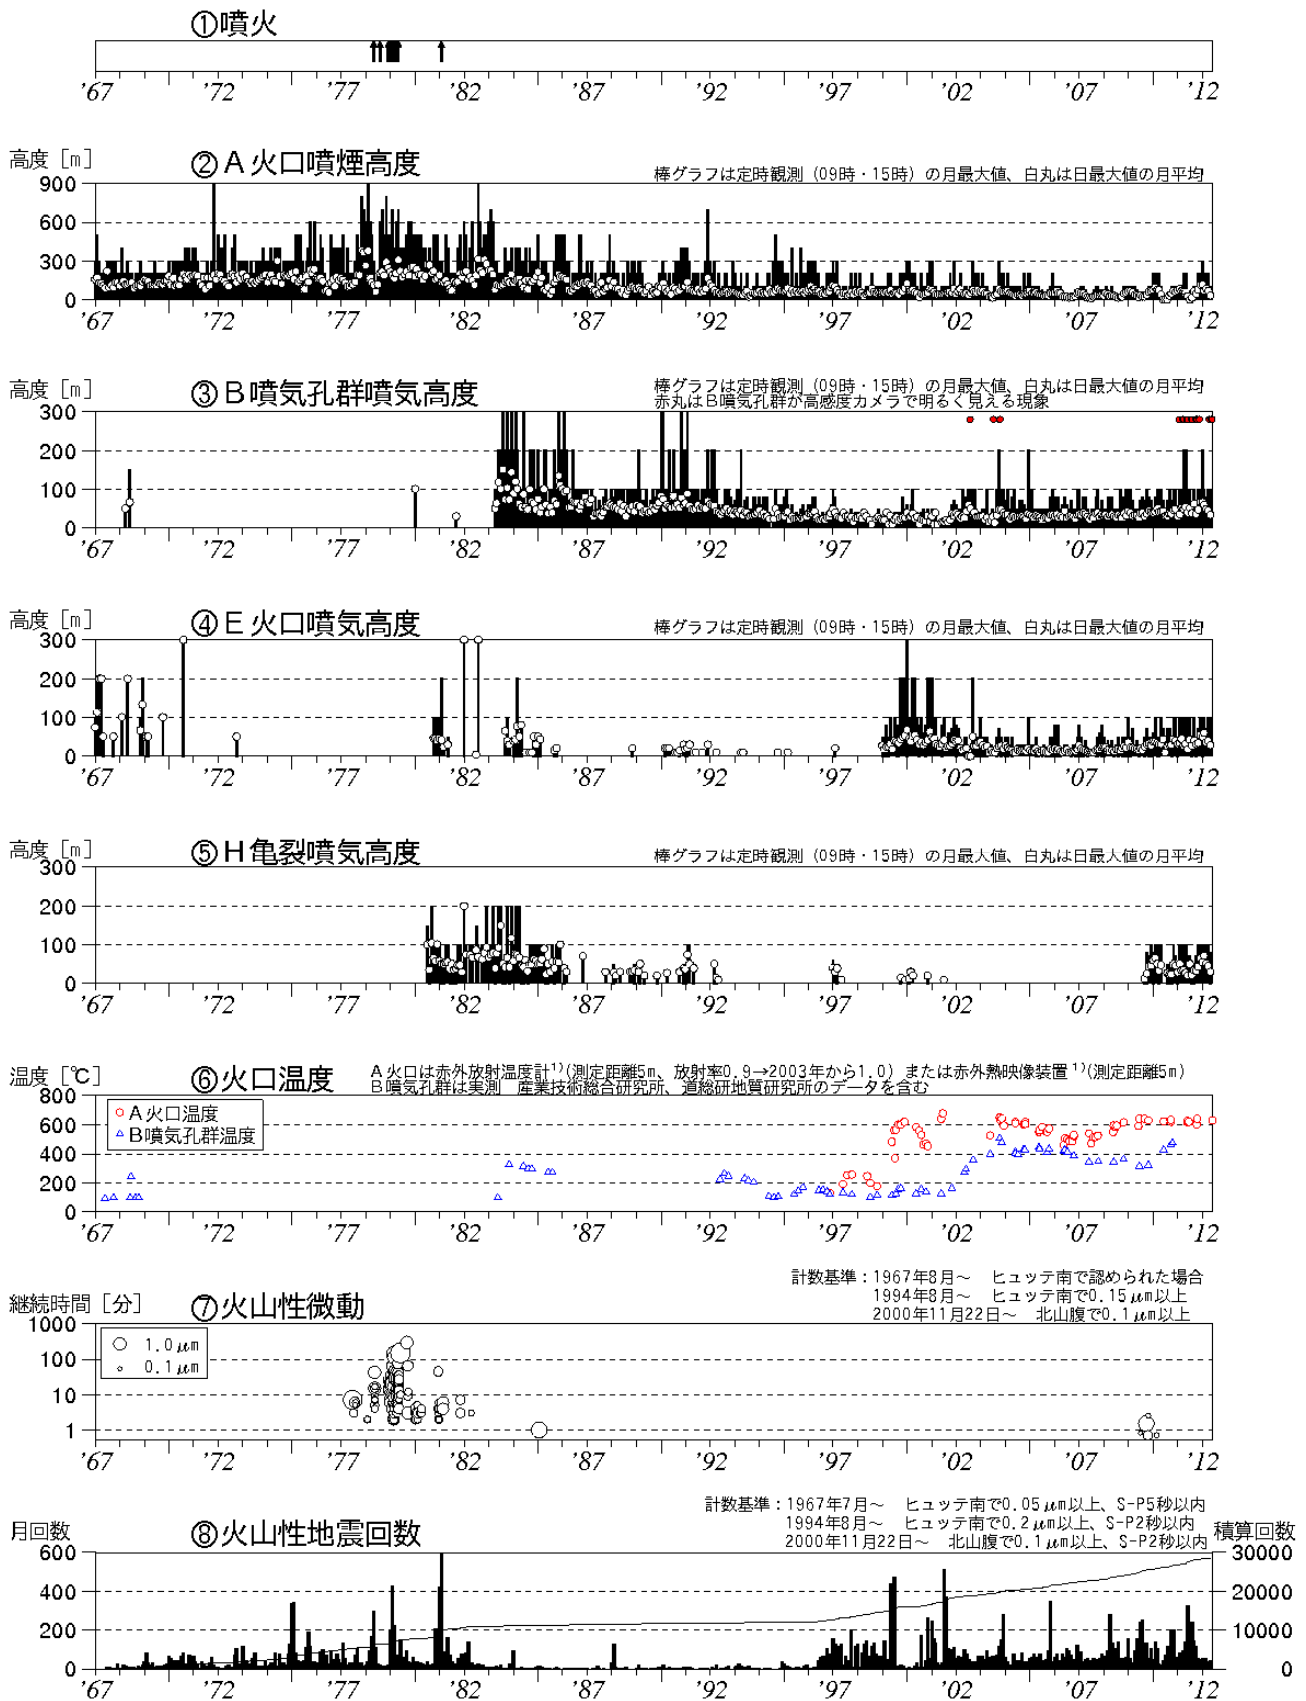 ①噴火
'67 '72 '77 '82 '87 '92 '97 '02 '07 '12
高度 [m] ②A火口噴煙高度
棒グラフは定時観測（09時・15時）の月最大値、白丸は日最大値の月平均
900
600
300
0
'67 '72 '77 '82 '87 '92 '97 '02 '07 '12
高度 [m] ③B噴気孔群噴気高度
棒グラフは定時観測（09時・15時）の月最大値、白丸は日最大値の月平均
赤丸はB噴気孔群が高感度カメラで明るく見える現象
300
200
100
0
'67 '72 '77 '82 '87 '92 '97 '02 '07 '12
高度 [m] ④E火口噴気高度
棒グラフは定時観測（09時・15時）の月最大値、白丸は日最大値の月平均
300
200
100
0
'67 '72 '77 '82 '87 '92 '97 '02 '07 '12
高度 [m] ⑤H亀裂噴気高度
棒グラフは定時観測（09時・15時）の月最大値、白丸は日最大値の月平均
300
200
100
0
'67 '72 '77 '82 '87 '92 '97 '02 '07 '12
温度 [℃] ⑥火口温度
A火口は赤外放射温度計¹⁾(測定距離5m、放射率0.9→2003年から1.0) または赤外熱映像装置¹⁾(測定距離5m)
B噴気孔群は実測　産業技術総合研究所、道総研地質研究所のデータを含む
800
600
400
200
0
A火口温度
B噴気孔群温度
'67 '72 '77 '82 '87 '92 '97 '02 '07 '12
計数基準：1967年8月～　ヒュッテ南で認められた場合
1994年8月～　ヒュッテ南で0.15μm以上
2000年11月22日～　北山腹で0.1μm以上
継続時間 [分] ⑦火山性微動
1000
100
10
1
1.0μm
0.1μm
'67 '72 '77 '82 '87 '92 '97 '02 '07 '12
計数基準：1967年7月～　ヒュッテ南で0.05μm以上、S-P5秒以内
1994年8月～　ヒュッテ南で0.2μm以上、S-P2秒以内
2000年11月22日～　北山腹で0.1μm以上、S-P2秒以内
月回数 ⑧火山性地震回数 積算回数
600 30000
400 20000
200 10000
0 0
'67 '72 '77 '82 '87 '92 '97 '02 '07 '12